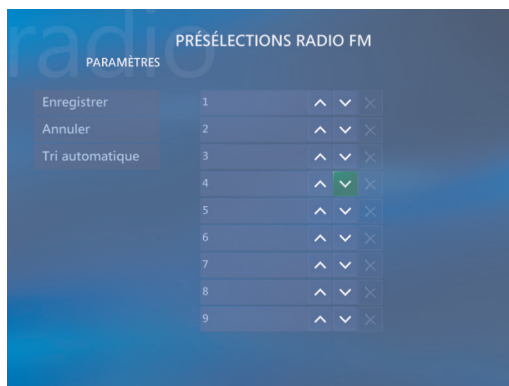 radio
PRÉSÉLECTIONS RADIO FM
PARAMÈTRES
Enregistrer
Annuler
Tri automatique
1
2
3
4
5
6
7
8
9